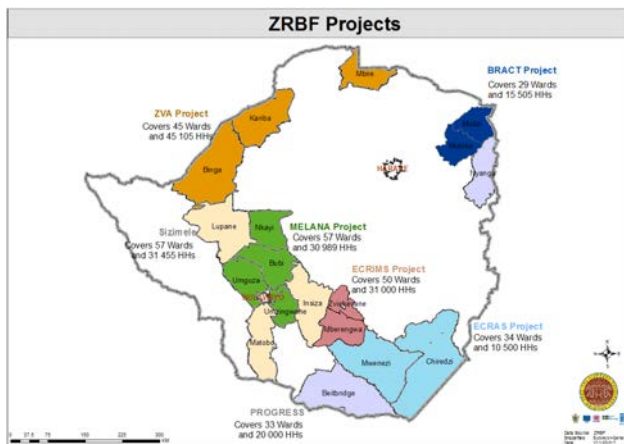 ZRBF Projects
Mbire
BRACT Project
Covers 29 Wards
and 15 505 HHs
ZVA Project
Covers 45 Wards
and 45 105 HHs
Kariba
Binga
Mudzi
Mutoko
Nyanga
HARARE
Sizimele
Covers 57 Wards
and 31 455 HHs
Lupane
Nkayi
MELANA Project
Covers 57 Wards
and 30 989 HHs
Bubi
Umguza
Umzingwane
Insiza
ECRIMS Project
Covers 50 Wards
and 31 000 HHs
Zvishavane
Mberengwa
Matobo
ECRAS Project
Covers 34 Wards
and 10 500 HHs
Mwenezi
Chiredzi
Beitbridge
PROGRESS
Covers 33 Wards
and 20 000 HHs